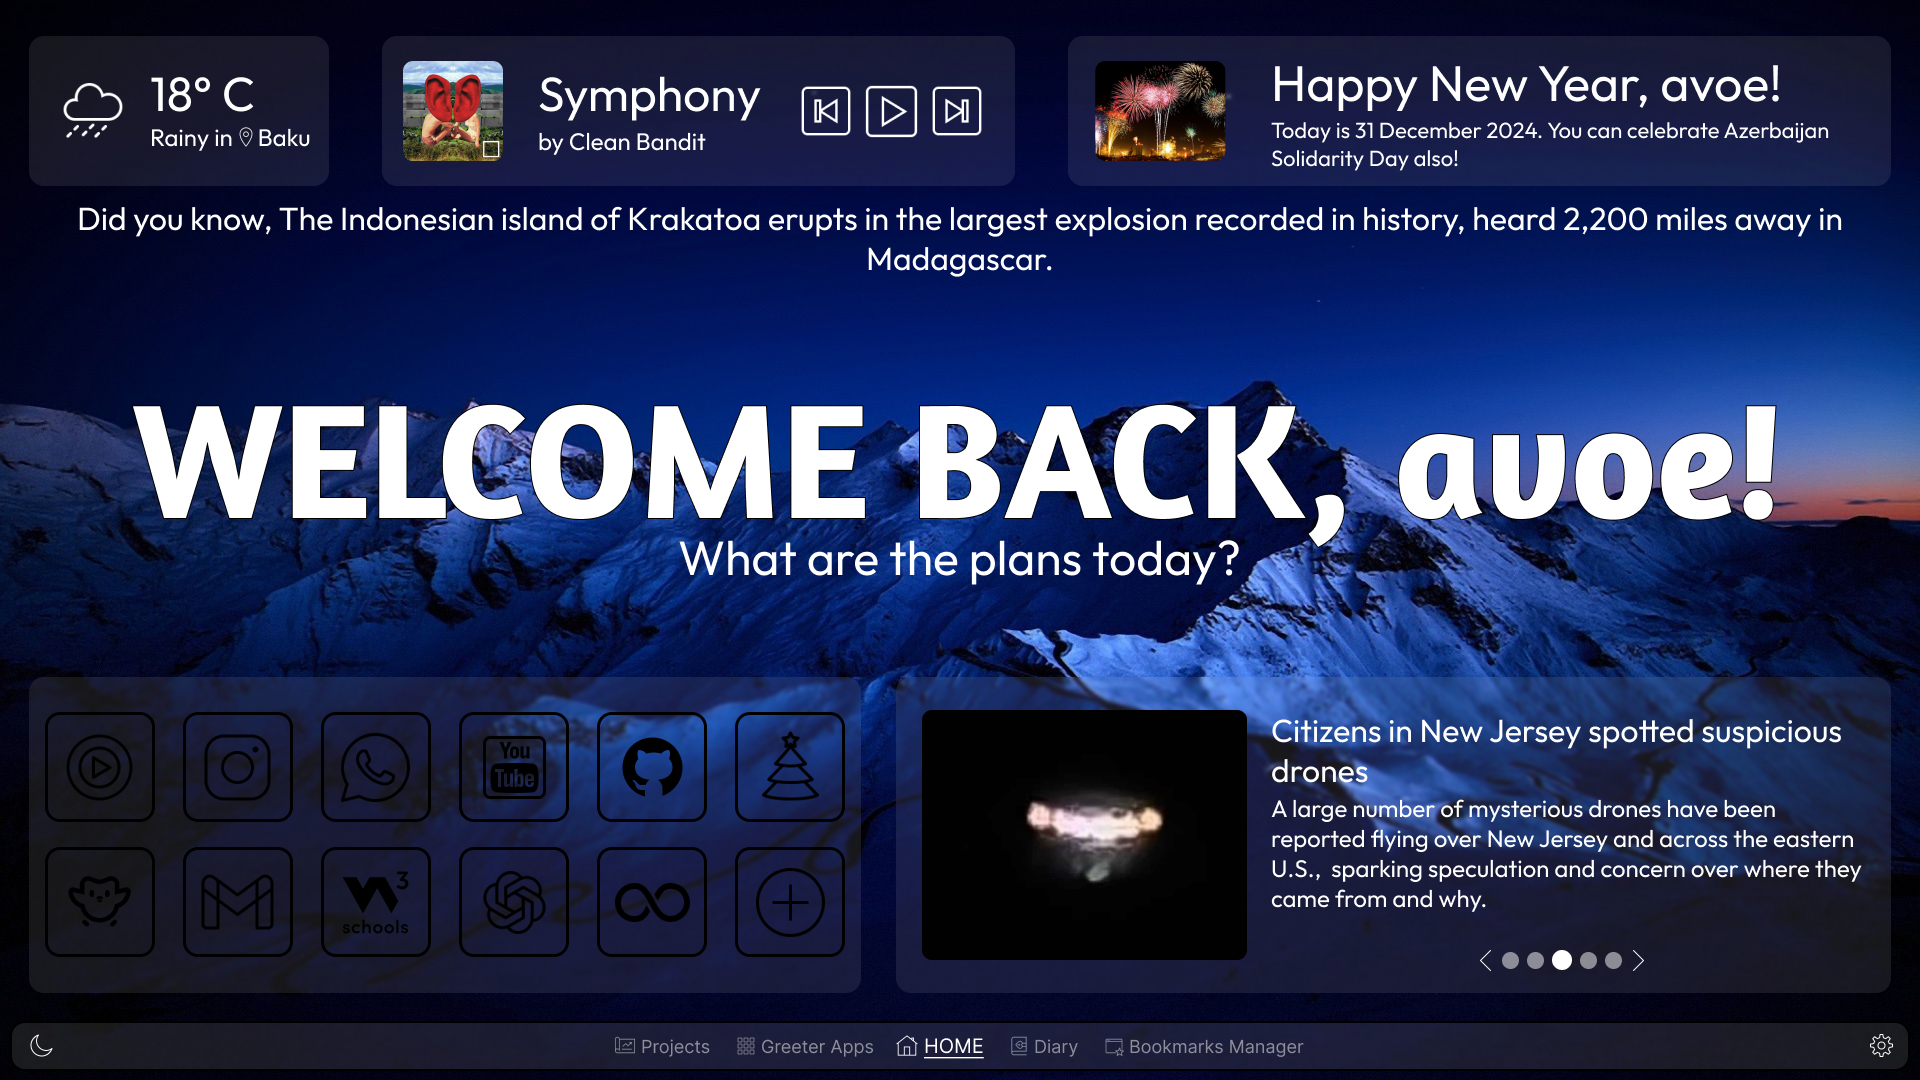 18° C
Rainy in Baku
Symphony
by Clean Bandit
Happy New Year, avoe!
Today is 31 December 2024. You can celebrate Azerbaijan
Solidarity Day also!
Did you know, The Indonesian island of Krakatoa erupts in the largest explosion recorded in history, heard 2,200 miles away in
Madagascar.
WELCOME BACK, avoe!
What are the plans today?
You
Tube
3
schools
Citizens in New Jersey spotted suspicious
drones
A large number of mysterious drones have been
reported flying over New Jersey and across the eastern
U.S.,  sparking speculation and concern over where they
came from and why.
Projects
Greeter Apps
HOME
Diary
Bookmarks Manager